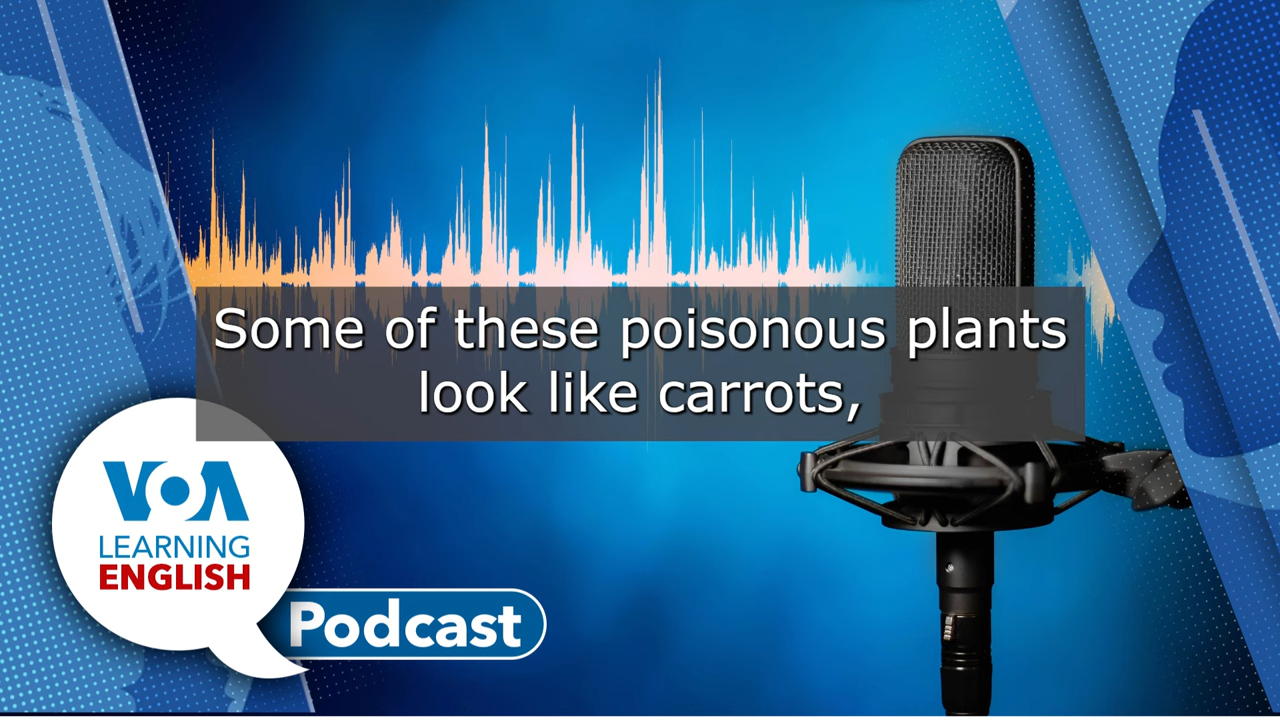 Some of these poisonous plants
look like carrots,
VOA
LEARNING
ENGLISH
Podcast